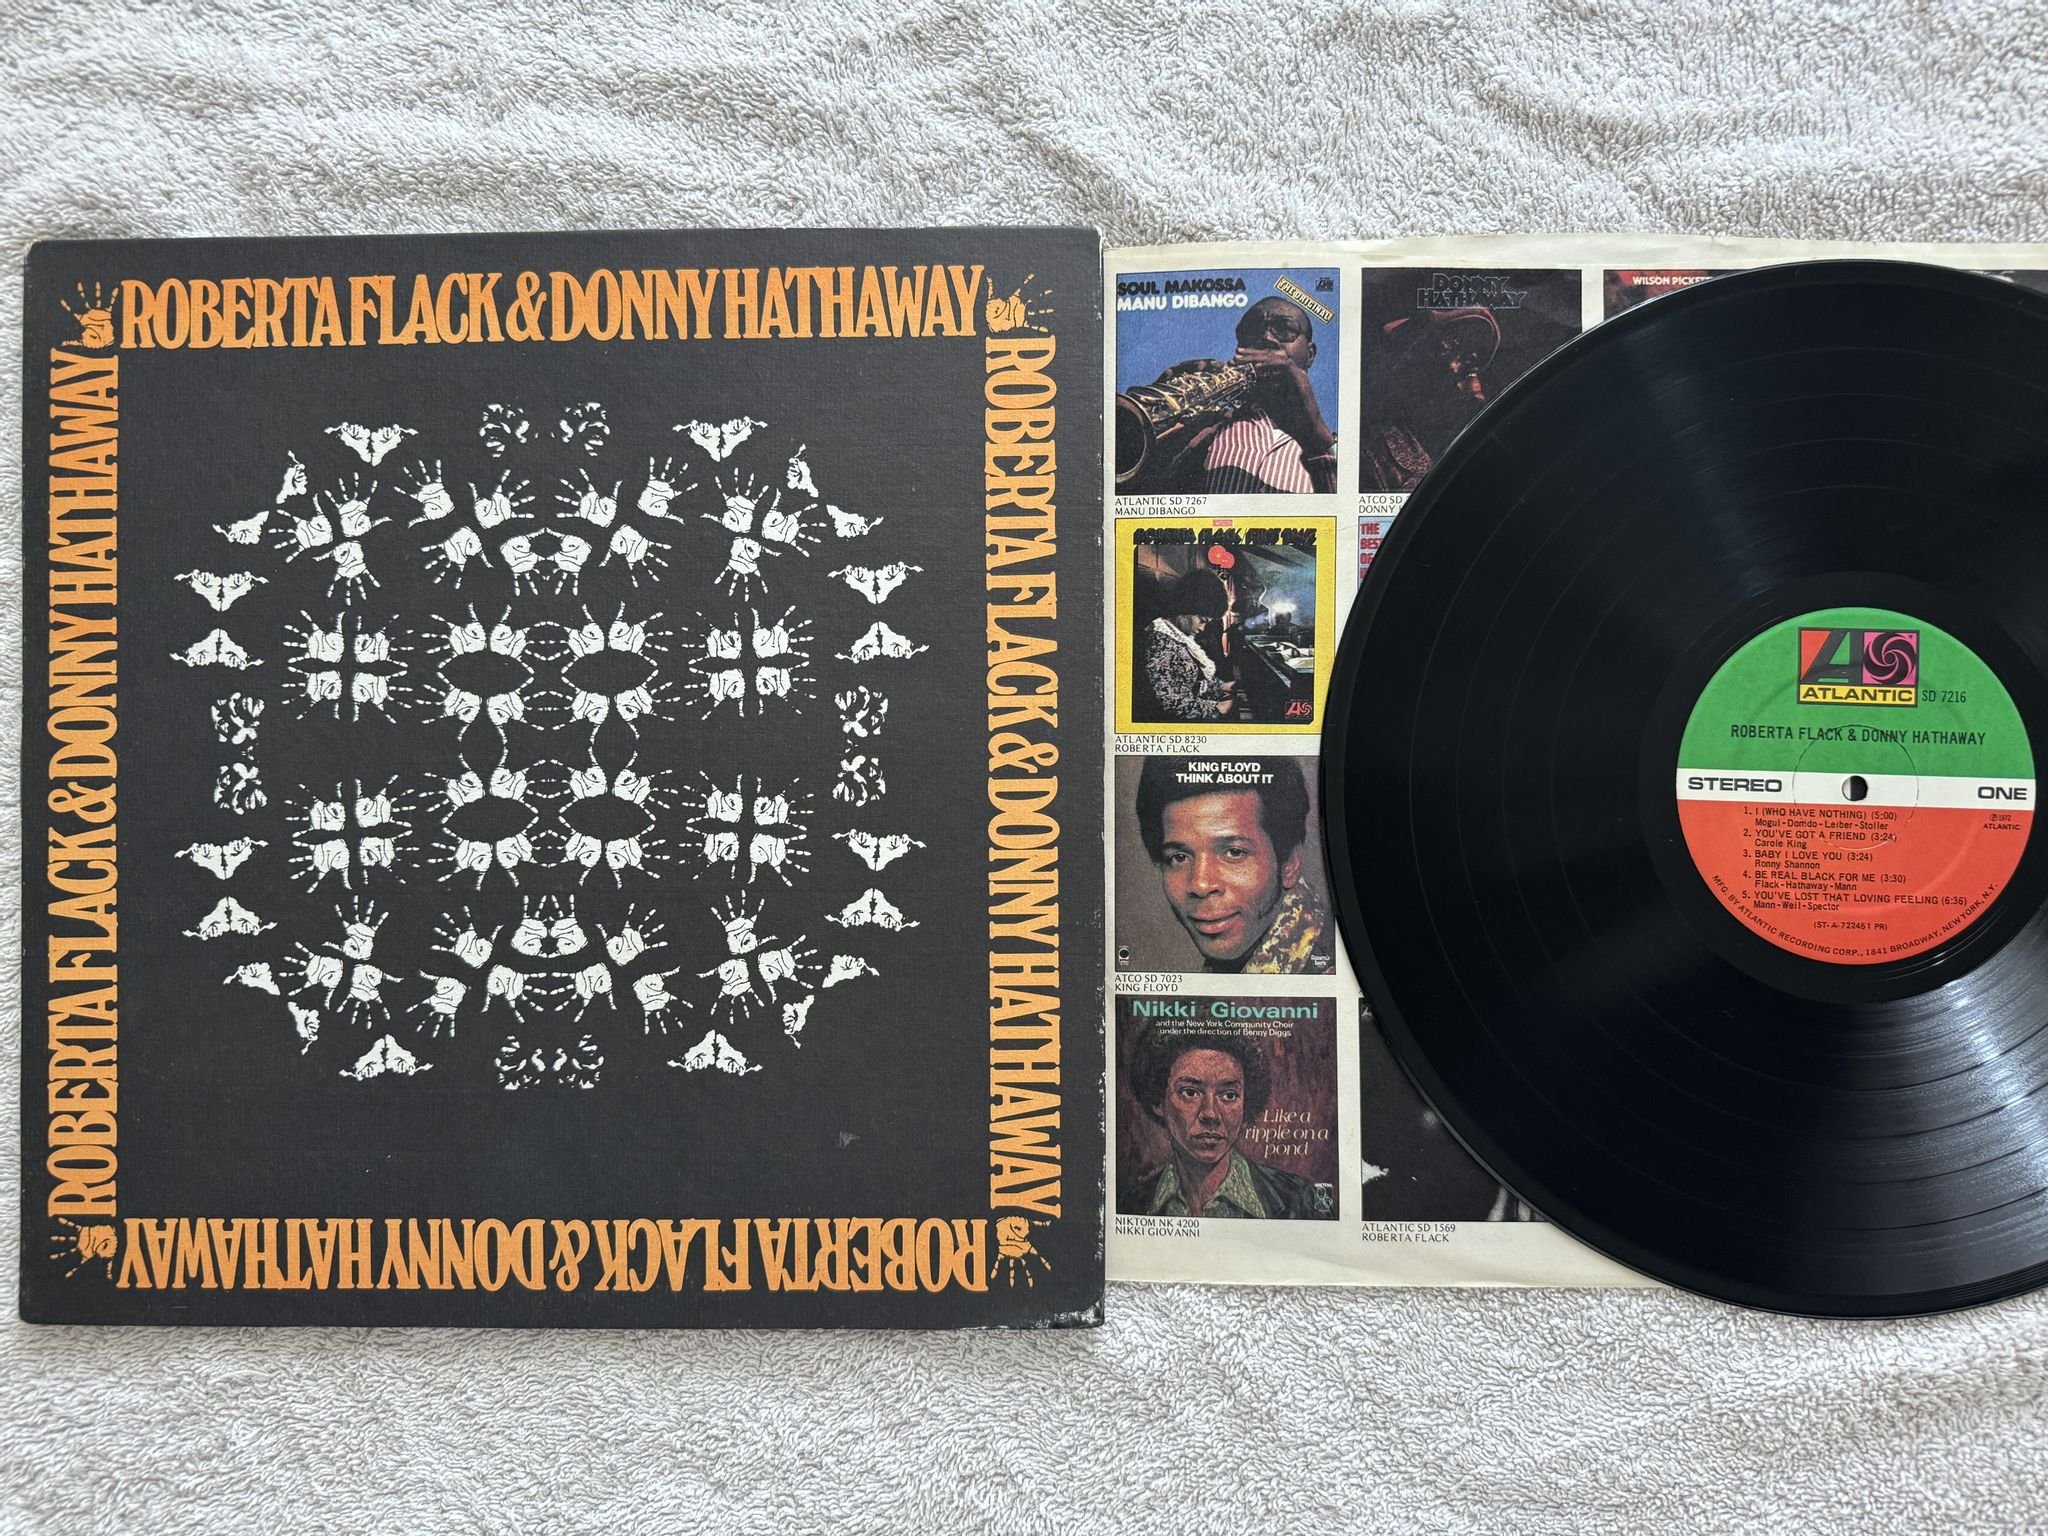 ROBERTA FLACK & DONNY HATHAWAY
ROBERTA FLACK & DONNY HATHAWAY
ROBERTA FLACK & DONNY HATHAWAY
ROBERTA FLACK & DONNY HATHAWAY
SOUL MAKOSSA
MANU DIBANGO
THE ORIGINAL
ATLANTIC SD 7267
MANU DIBANGO
DONNY
HATHAWAY
ATCO SD
DONNY
WILSON PICKETT
ROBERTA FLACK / FIRST TAKE
ATLANTIC SD 8230
ROBERTA FLACK
THE
BEST
OF
KING FLOYD
THINK ABOUT IT
ATCO SD 7023
KING FLOYD
Nikki Giovanni
and the New York Community Choir
under the direction of Benny Diggs
Like a
ripple on a
pond
NIKTOM NK 4200
NIKKI GIOVANNI
ATLANTIC SD 1569
ROBERTA FLACK
ATLANTIC
SD 7216
ROBERTA FLACK & DONNY HATHAWAY
STEREO
ONE
℗ 1972
ATLANTIC
1. I (WHO HAVE NOTHING) (5:00)
Mogul-Donido-Leiber-Stoller
2. YOU'VE GOT A FRIEND (3:24)
Carole King
3. BABY I LOVE YOU (3:24)
Ronny Shannon
4. BE REAL BLACK FOR ME (3:30)
Flack-Hathaway-Mann
5. YOU'VE LOST THAT LOVING FEELING (6:36)
Mann-Weil-Spector
(ST-A-722451 PR)
MFG. BY ATLANTIC RECORDING CORP., 1841 BROADWAY, NEW YORK, N.Y.